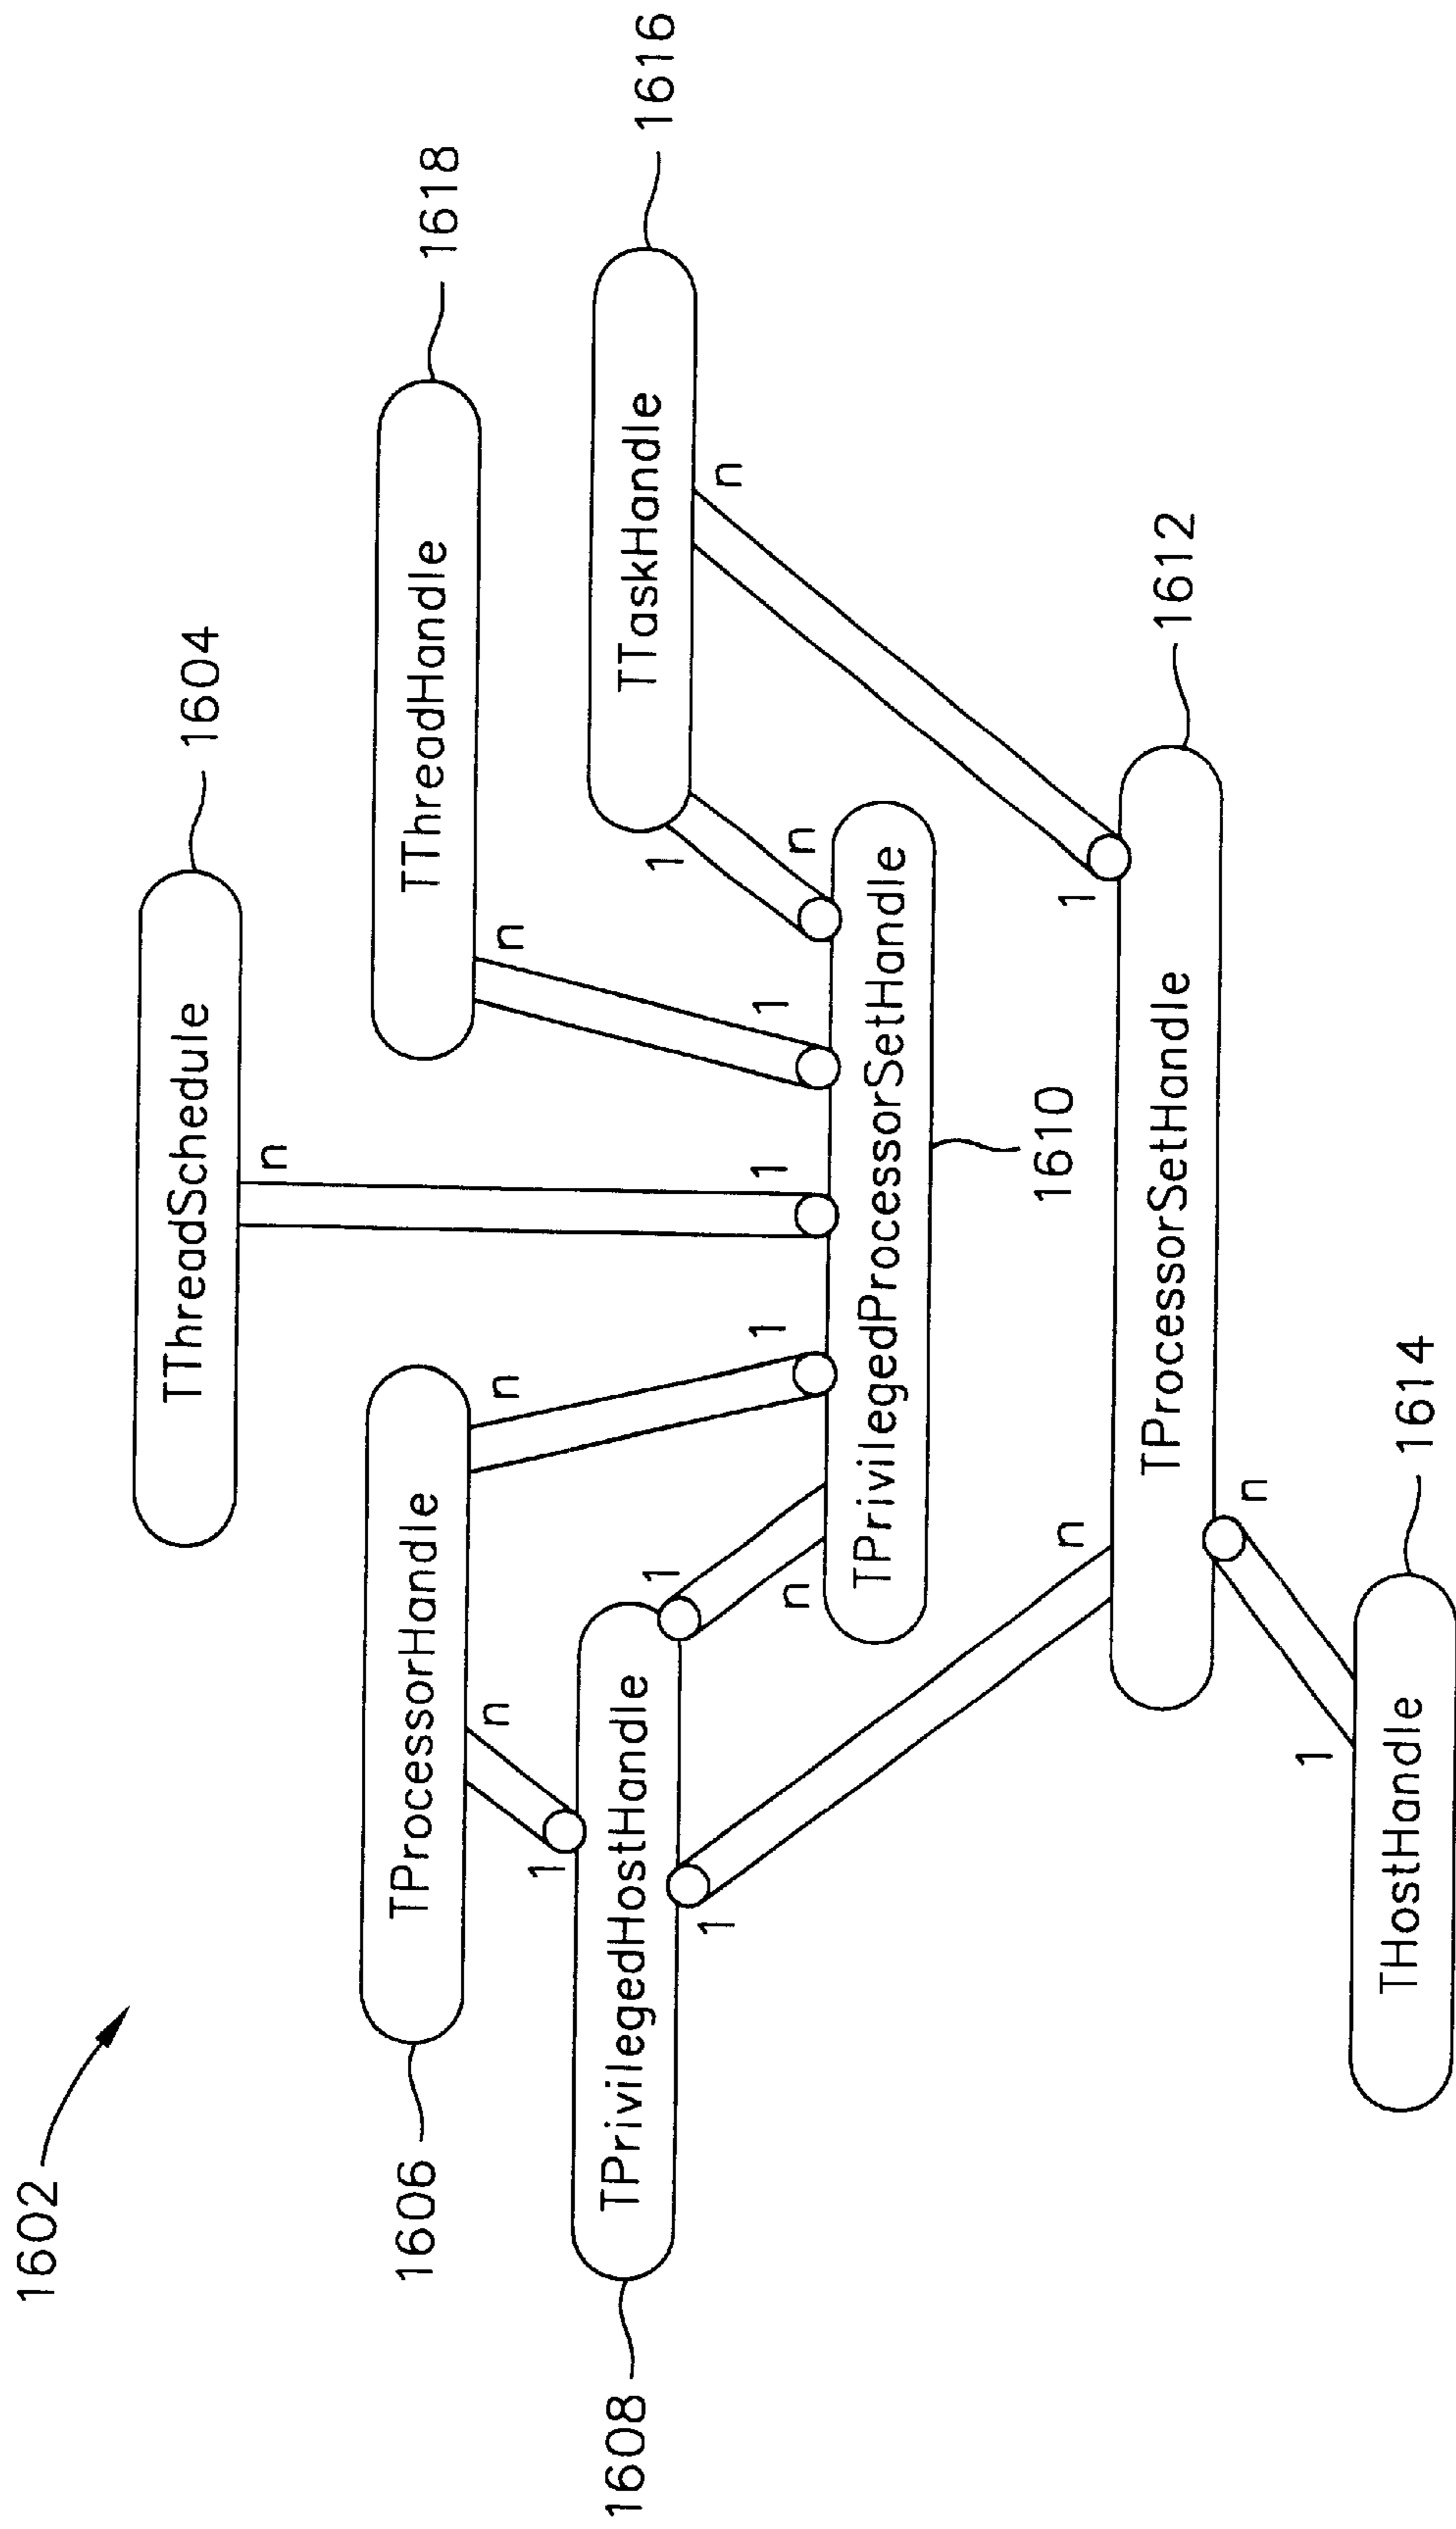 1602
TThreadSchedule 1604
n
1606 TProcessorHandle TThreadHandle 1618
n n n
1
1608 TPrivilegedHostHandle 1 1 TTaskHandle 1616
1 n
n 1 1 1 n
TPrivilegedProcessorSetHandle
1610
n 1
TProcessorSetHandle 1612
n
1
THostHandle 1614